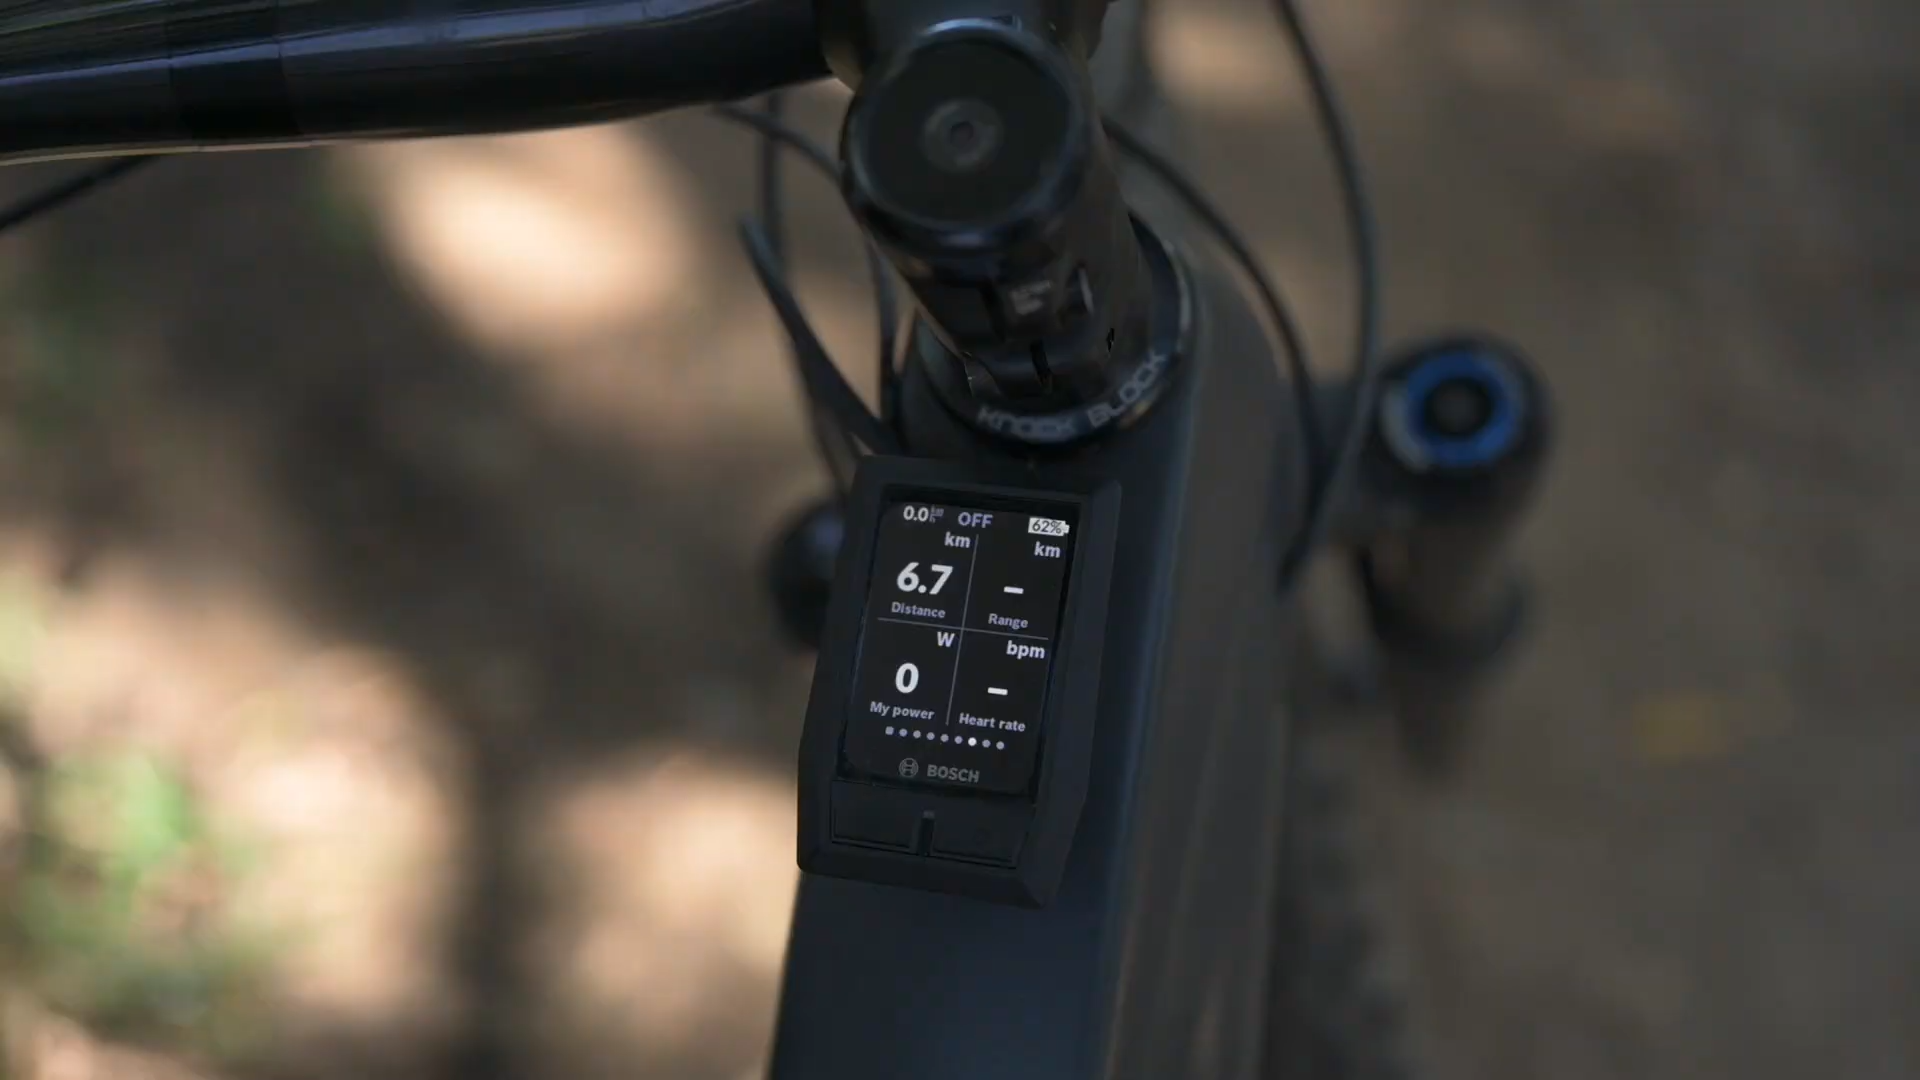 KNOCK BLOCK
0.0 km/h OFF 62%
km km
6.7 –
Distance Range
W bpm
0 –
My power Heart rate
BOSCH